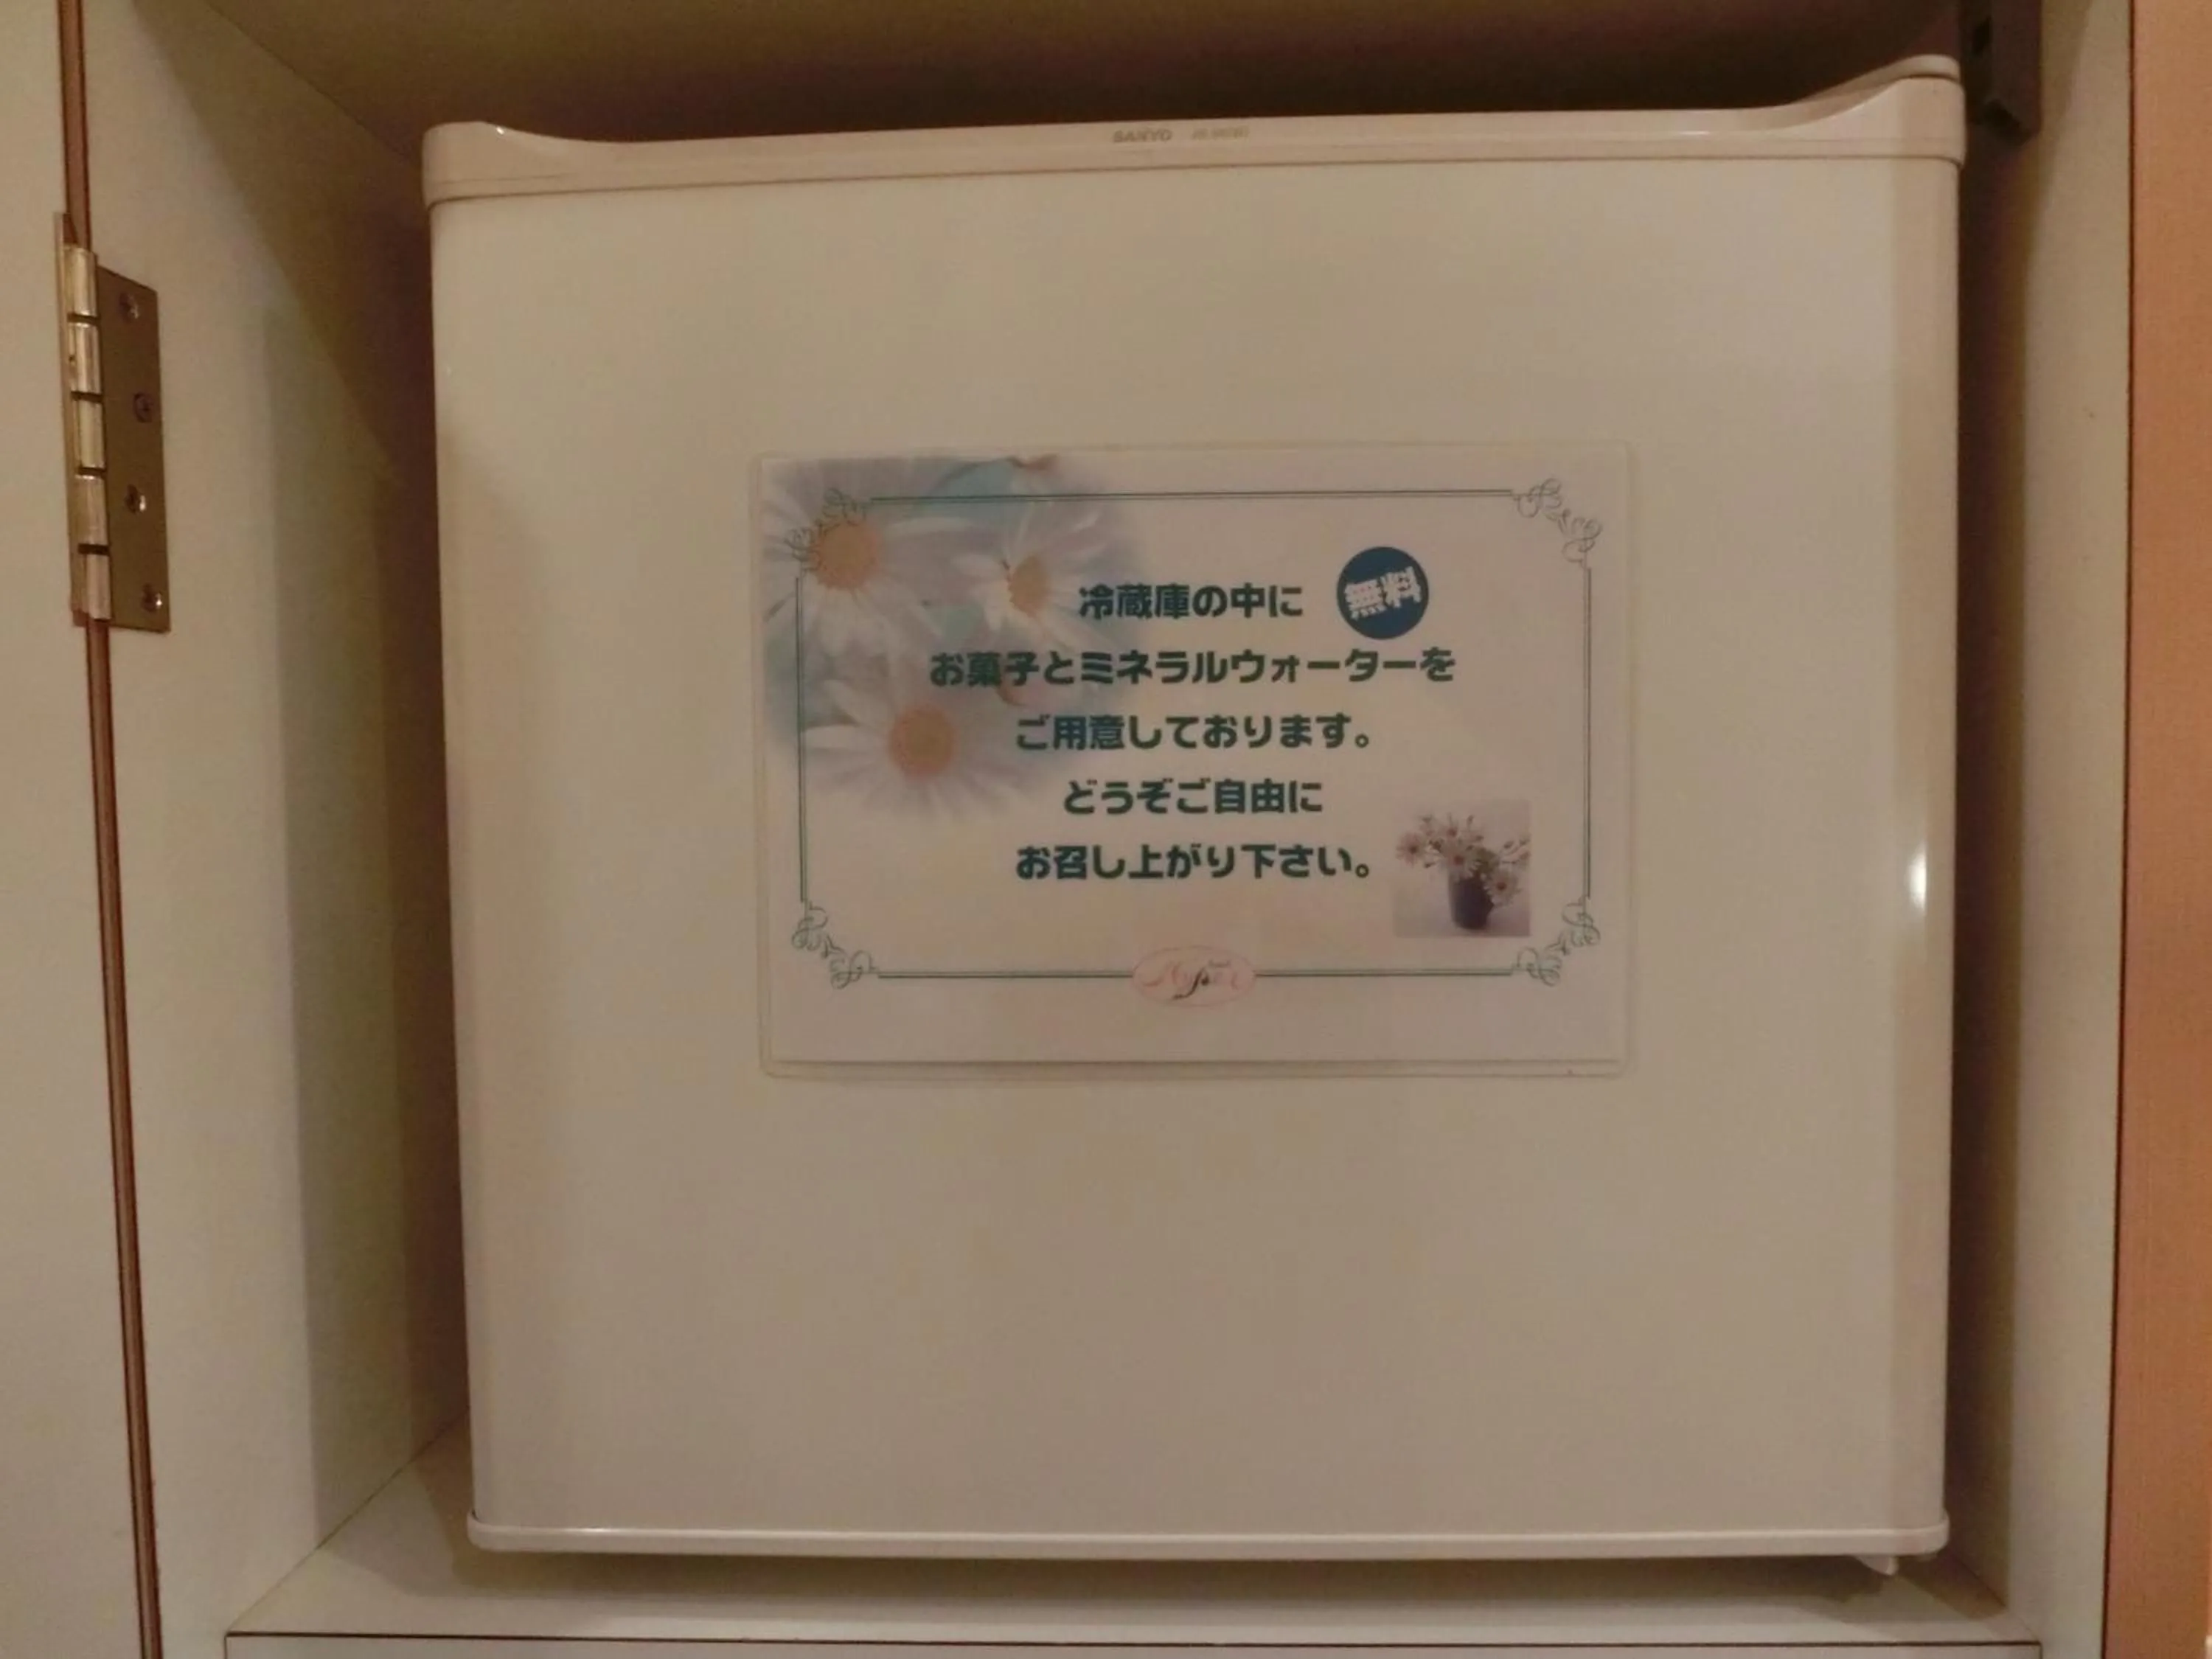 SANYO
冷蔵庫の中に 無料
お菓子とミネラルウォーターを
ご用意しております。
どうぞご自由に
お召し上がり下さい。